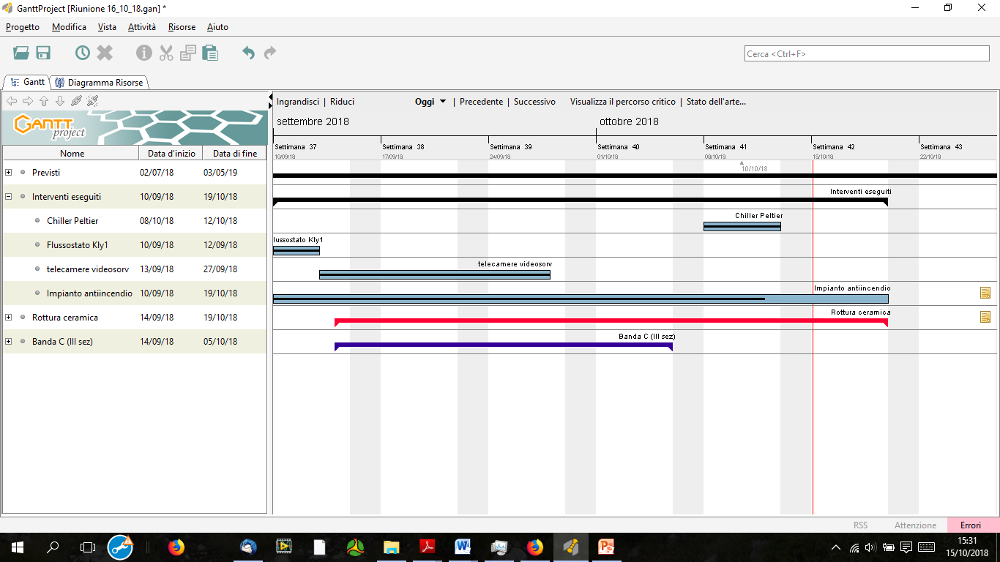 GanttProject [Riunione 16_10_18.gan] *
Progetto Modifica Vista Attività Risorse Aiuto
Cerca <Ctrl+F>
Gantt Diagramma Risorse
Ingrandisci | Riduci Oggi | Precedente | Successivo Visualizza il percorso critico | Stato dell'arte...
GANTT project
settembre 2018 ottobre 2018
Settimana 37 Settimana 38 Settimana 39 Settimana 40 Settimana 41 Settimana 42 Settimana 43
10/09/18 17/09/18 24/09/18 01/10/18 08/10/18 15/10/18 22/10/18
Nome Data d'inizio Data di fine
10/10/18
Previsti 02/07/18 03/05/19
Interventi eseguiti 10/09/18 19/10/18 Interventi eseguiti
Chiller Peltier 08/10/18 12/10/18 Chiller Peltier
Flussostato Kly1 10/09/18 12/09/18 lussostato Kly1
telecamere videosorv 13/09/18 27/09/18 telecamere videosorv
Impianto antiincendio 10/09/18 19/10/18 Impianto antiincendio
Rottura ceramica 14/09/18 19/10/18 Rottura ceramica
Banda C (III sez) 14/09/18 05/10/18 Banda C (III sez)
RSS Attenzione Errori
15:31
15/10/2018